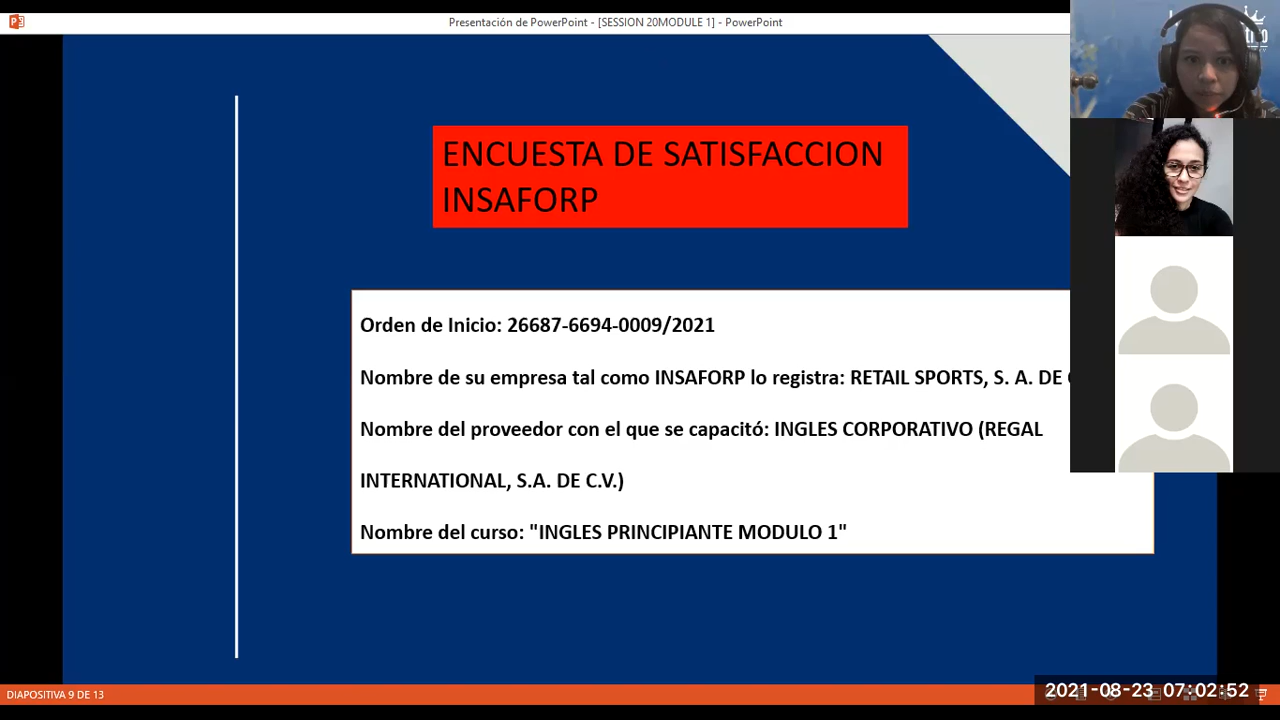 Presentación de PowerPoint - [SESSION 20MODULE 1] - PowerPoint
ENCUESTA DE SATISFACCION
INSAFORP
Orden de Inicio: 26687-6694-0009/2021
Nombre de su empresa tal como INSAFORP lo registra: RETAIL SPORTS, S. A. DE
Nombre del proveedor con el que se capacitó: INGLES CORPORATIVO (REGAL
INTERNATIONAL, S.A. DE C.V.)
Nombre del curso: "INGLES PRINCIPIANTE MODULO 1"
DIAPOSITIVA 9 DE 13
2021-08-23 07:02:52